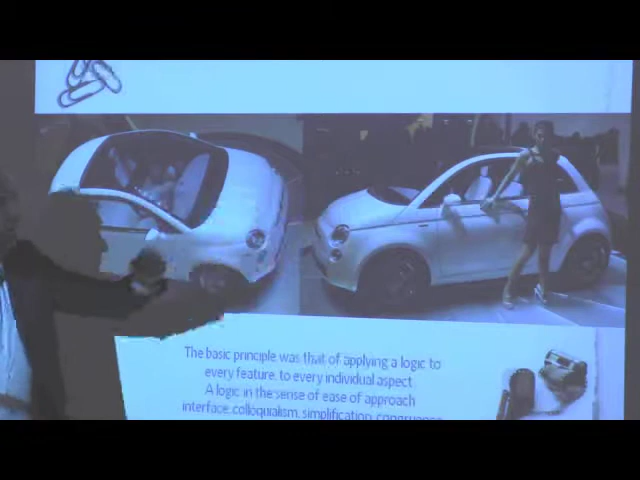 The basic principle was that of applying a logic to
every feature, to every individual aspect
A logic in the sense of ease of approach
interface, colloquialism, simplification, congruence